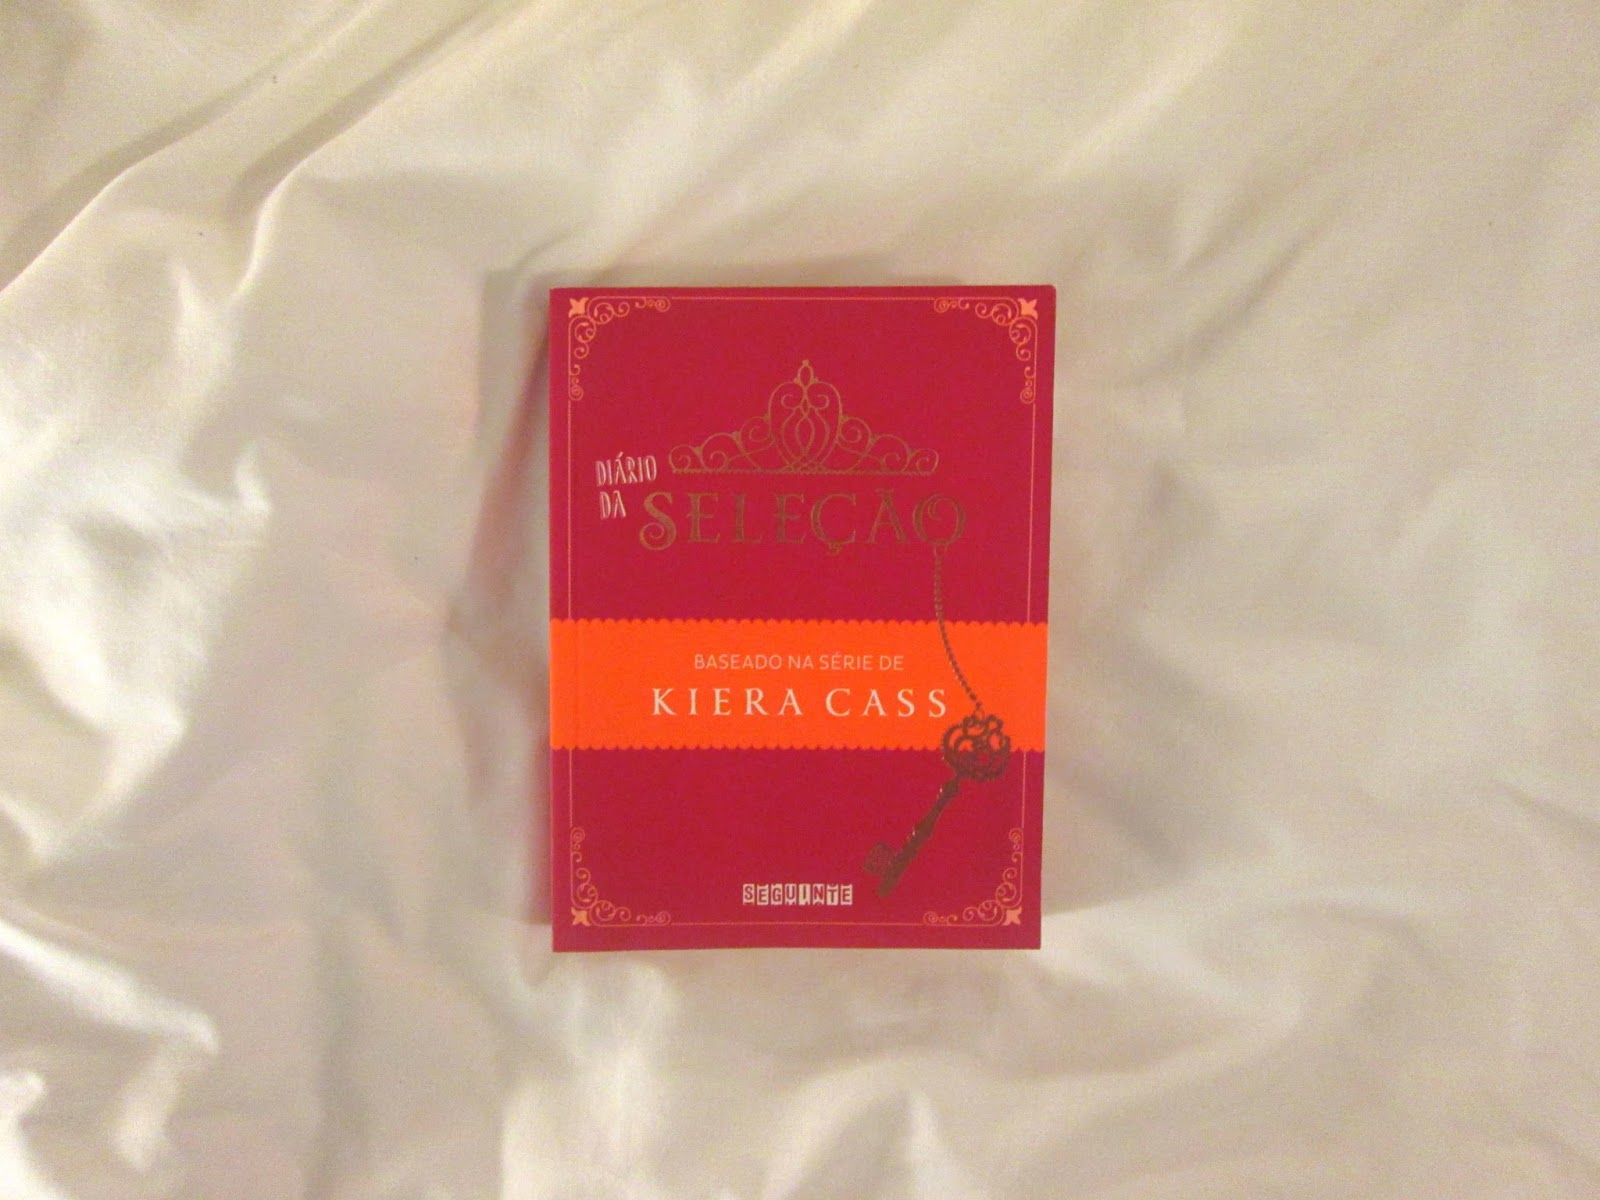 DIÁRIO
DA SELEÇÃO
BASEADO NA SÉRIE DE
KIERA CASS
SEGUINTE